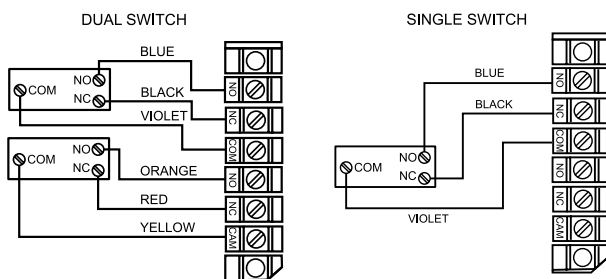 DUAL SWITCH
BLUE
NO
COM
NC
BLACK
VIOLET
NO
COM
NC
ORANGE
RED
YELLOW
NO
NC
COM
NO
NC
CAM
SINGLE SWITCH
BLUE
BLACK
NO
COM
NC
VIOLET
NO
NC
COM
NO
NC
CAM